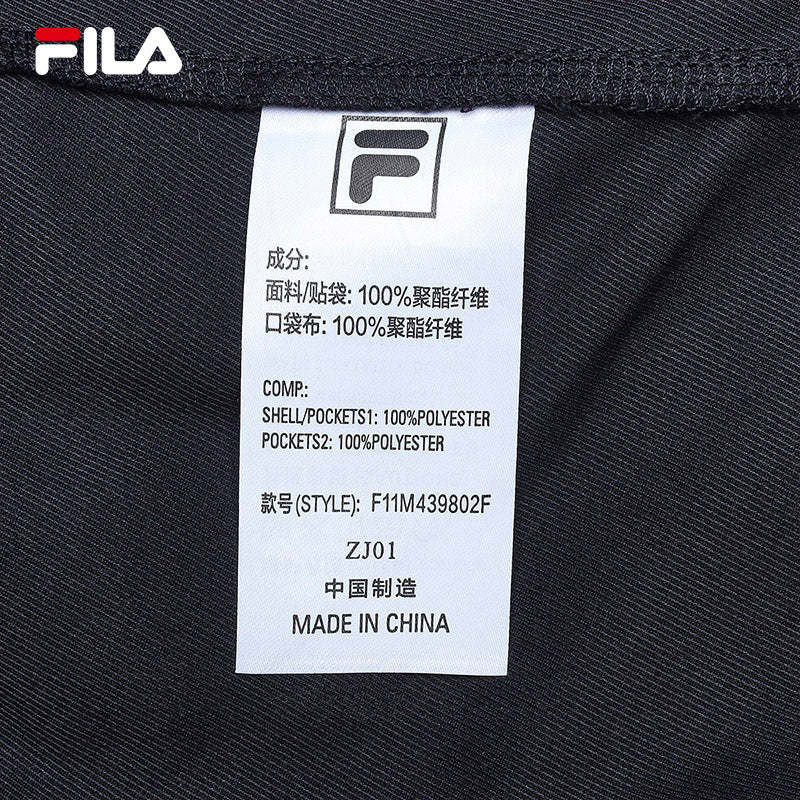 FILA
F
成分:
面料/贴袋: 100%聚酯纤维
口袋布: 100%聚酯纤维
COMP.:
SHELL/POCKETS1: 100%POLYESTER
POCKETS2: 100%POLYESTER
款号(STYLE): F11M439802F
ZJ01
中国制造
MADE IN CHINA